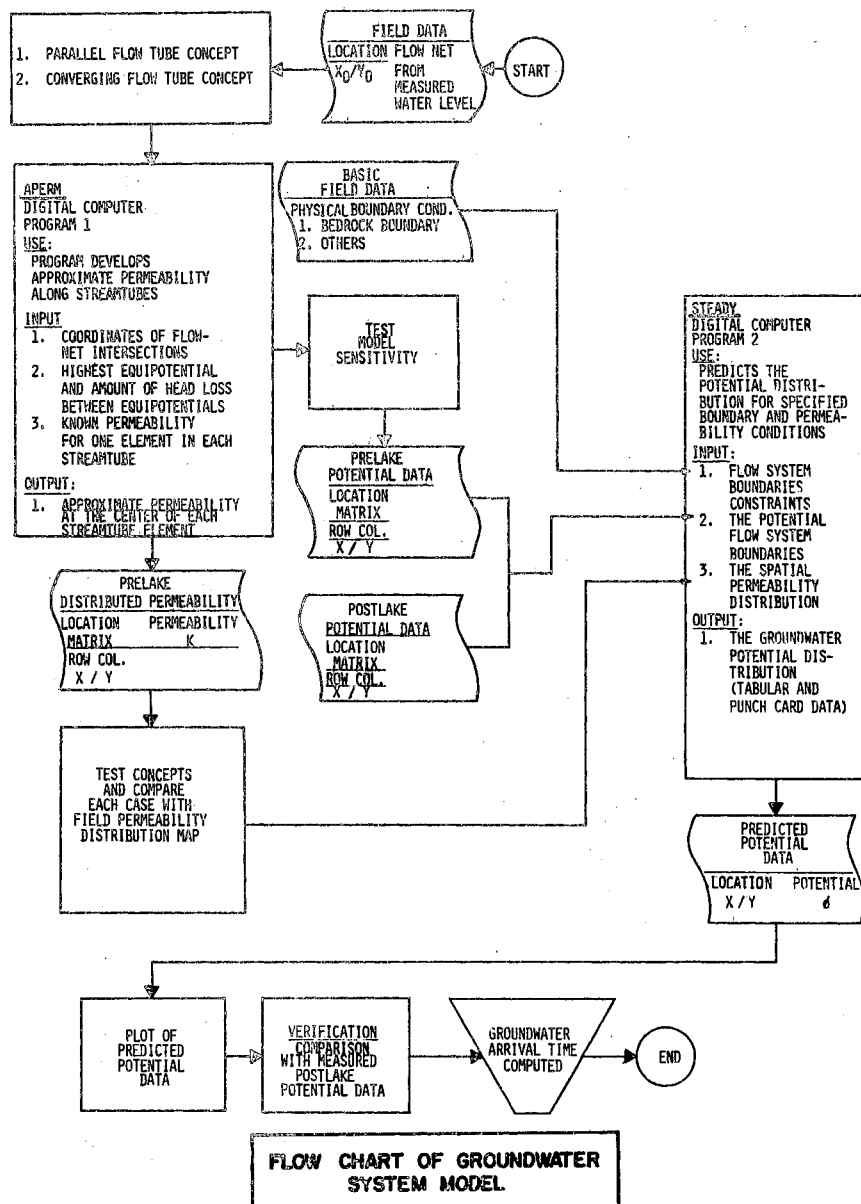 FIELD DATA
LOCATION FLOW NET
X0/Y0 FROM
MEASURED
WATER LEVEL
START
1. PARALLEL FLOW TUBE CONCEPT
2. CONVERGING FLOW TUBE CONCEPT
APERM
DIGITAL COMPUTER
PROGRAM 1
USE:
PROGRAM DEVELOPS
APPROXIMATE PERMEABILITY
ALONG STREAMTUBES
INPUT
1. COORDINATES OF FLOW-
NET INTERSECTIONS
2. HIGHEST EQUIPOTENTIAL
AND AMOUNT OF HEAD LOSS
BETWEEN EQUIPOTENTIALS
3. KNOWN PERMEABILITY
FOR ONE ELEMENT IN EACH
STREAMTUBE
OUTPUT:
1. APPROXIMATE PERMEABILITY
AT THE CENTER OF EACH
STREAMTUBE ELEMENT
BASIC
FIELD DATA
PHYSICAL BOUNDARY COND.
1. BEDROCK BOUNDARY
2. OTHERS
TEST
MODEL
SENSITIVITY
PRELAKE
POTENTIAL DATA
LOCATION
MATRIX
ROW COL.
X / Y
POSTLAKE
POTENTIAL DATA
LOCATION
MATRIX
ROW COL.
X / Y
PRELAKE
DISTRIBUTED PERMEABILITY
LOCATION PERMEABILITY
MATRIX K
ROW COL.
X / Y
TEST CONCEPTS
AND COMPARE
EACH CASE WITH
FIELD PERMEABILITY
DISTRIBUTION MAP
STEADY
DIGITAL COMPUTER
PROGRAM 2
USE:
PREDICTS THE
POTENTIAL DISTRI-
BUTION FOR SPECIFIED
BOUNDARY AND PERMEA-
BILITY CONDITIONS
INPUT:
1. FLOW SYSTEM
BOUNDARIES
CONSTRAINTS
2. THE POTENTIAL
FLOW SYSTEM
BOUNDARIES
3. THE SPATIAL
PERMEABILITY
DISTRIBUTION
OUTPUT:
1. THE GROUNDWATER
POTENTIAL DIS-
TRIBUTION
(TABULAR AND
PUNCH CARD DATA)
PREDICTED
POTENTIAL
DATA
LOCATION POTENTIAL
X / Y
PLOT OF
PREDICTED
POTENTIAL
DATA
VERIFICATION
COMPARISON
WITH MEASURED
POSTLAKE
POTENTIAL DATA
GROUNDWATER
ARRIVAL TIME
COMPUTED
END
FLOW CHART OF GROUNDWATER
SYSTEM MODEL